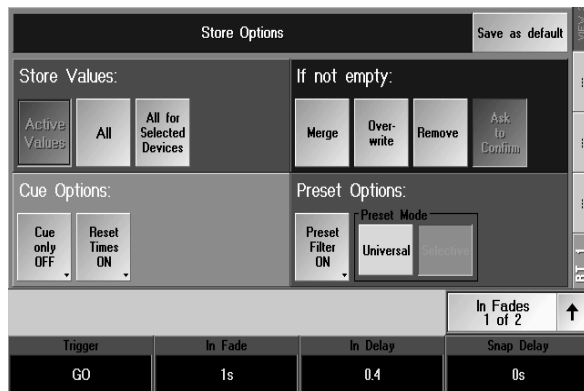 Store Options
Save as default
Store Values:
If not empty:
Active
Values
All
All for
Selected
Devices
Merge
Over-
write
Remove
Ask
to
Confirm
Cue Options:
Preset Options:
Cue
only
OFF
Reset
Times
ON
Preset
Filter
ON
Preset Mode
Universal
Selective
In Fades
1 of 2
Trigger
In Fade
In Delay
Snap Delay
GO
1s
0.4
0s